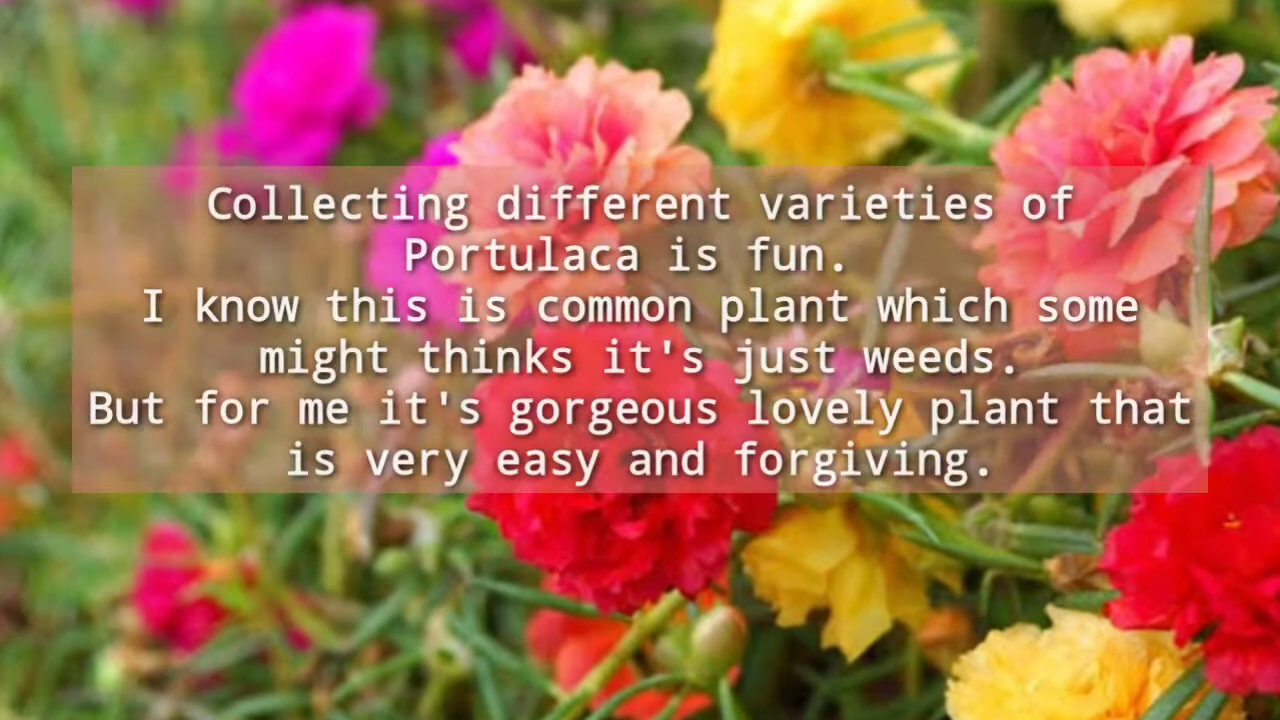 Collecting different varieties of
Portulaca is fun.
I know this is common plant which some
might thinks it's just weeds.
But for me it's gorgeous lovely plant that
is very easy and forgiving.